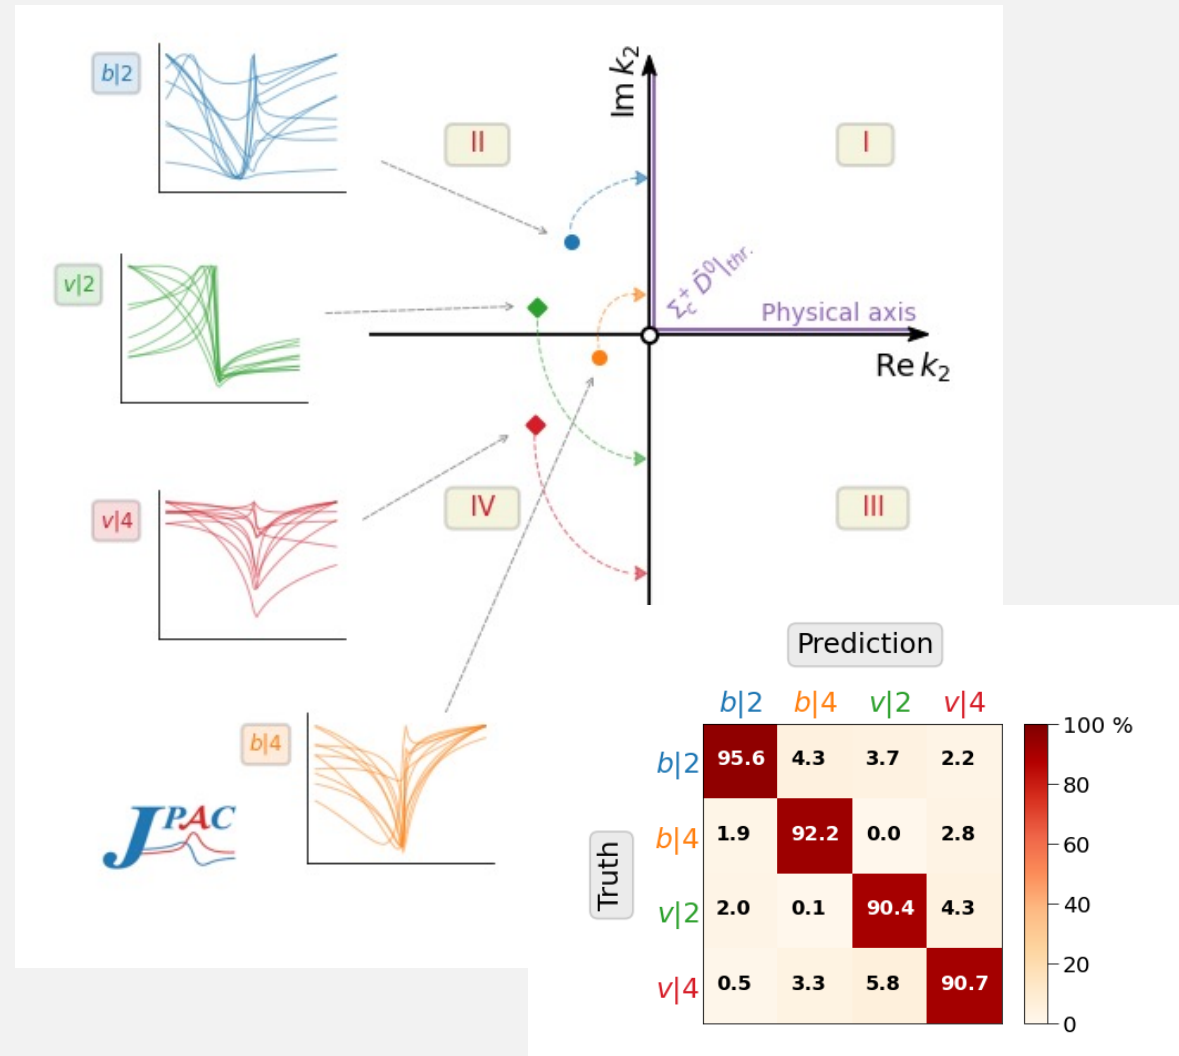 b|2
Im k₂
II
I
v|2
Σc⁺ D̄⁰|thr.
Physical axis
Re k₂
v|4
IV
III
b|4
JPAC
Prediction
b|2 b|4 v|2 v|4
100 %
b|2 95.6 4.3 3.7 2.2
80
b|4 1.9 92.2 0.0 2.8
60
Truth
40
v|2 2.0 0.1 90.4 4.3
20
v|4 0.5 3.3 5.8 90.7
0